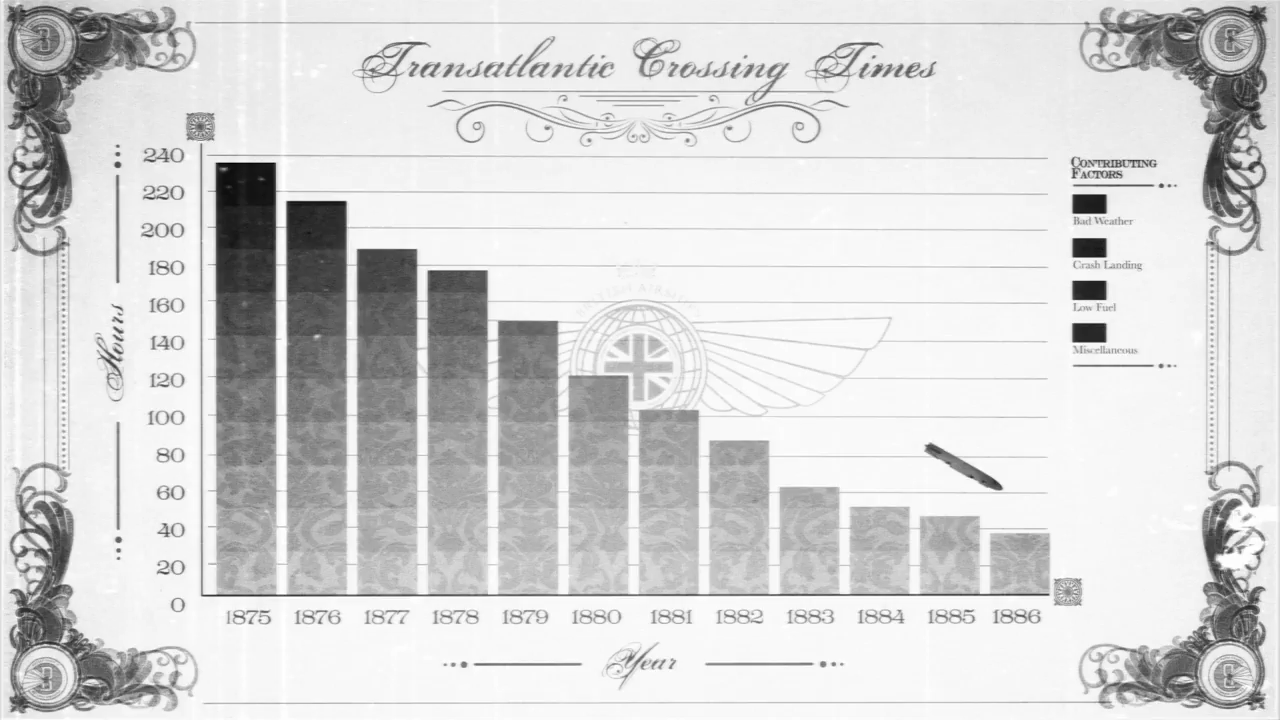 Transatlantic Crossing Times
Contributing
Factors
Bad Weather
Crash Landing
Low Fuel
Miscellaneous
Hours
240
220
200
180
160
140
120
100
80
60
40
20
0
1875 1876 1877 1878 1879 1880 1881 1882 1883 1884 1885 1886
Year